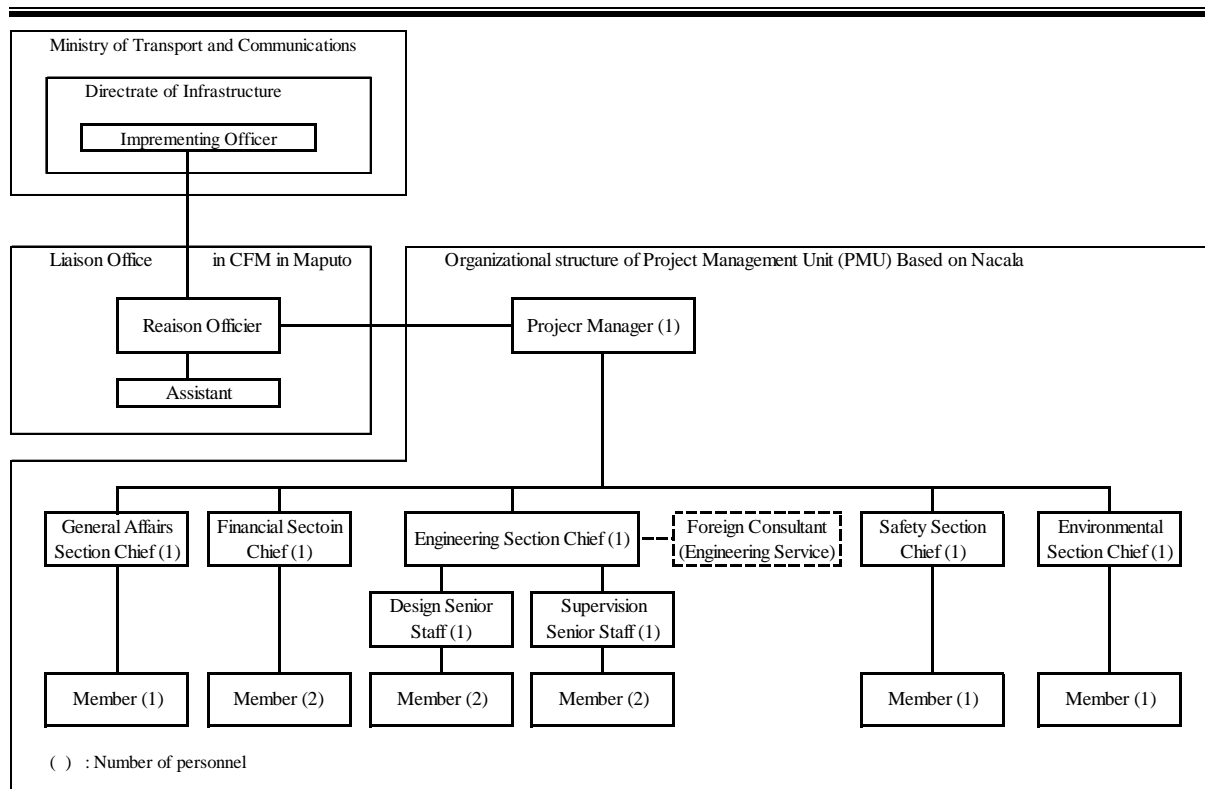 Ministry of Transport and Communications
Directrate of Infrastructure
Imprementing Officer
Liaison Office in CFM in Maputo
Organizational structure of Project Management Unit (PMU) Based on Nacala
Reaison Officier
Projecr Manager (1)
Assistant
General Affairs
Section Chief (1)
Financial Sectoin
Chief (1)
Engineering Section Chief (1)
Foreign Consultant
(Engineering Service)
Safety Section
Chief (1)
Environmental
Section Chief (1)
Design Senior
Staff (1)
Supervision
Senior Staff (1)
Member (1)
Member (2)
Member (2)
Member (2)
Member (1)
Member (1)
( ) : Number of personnel